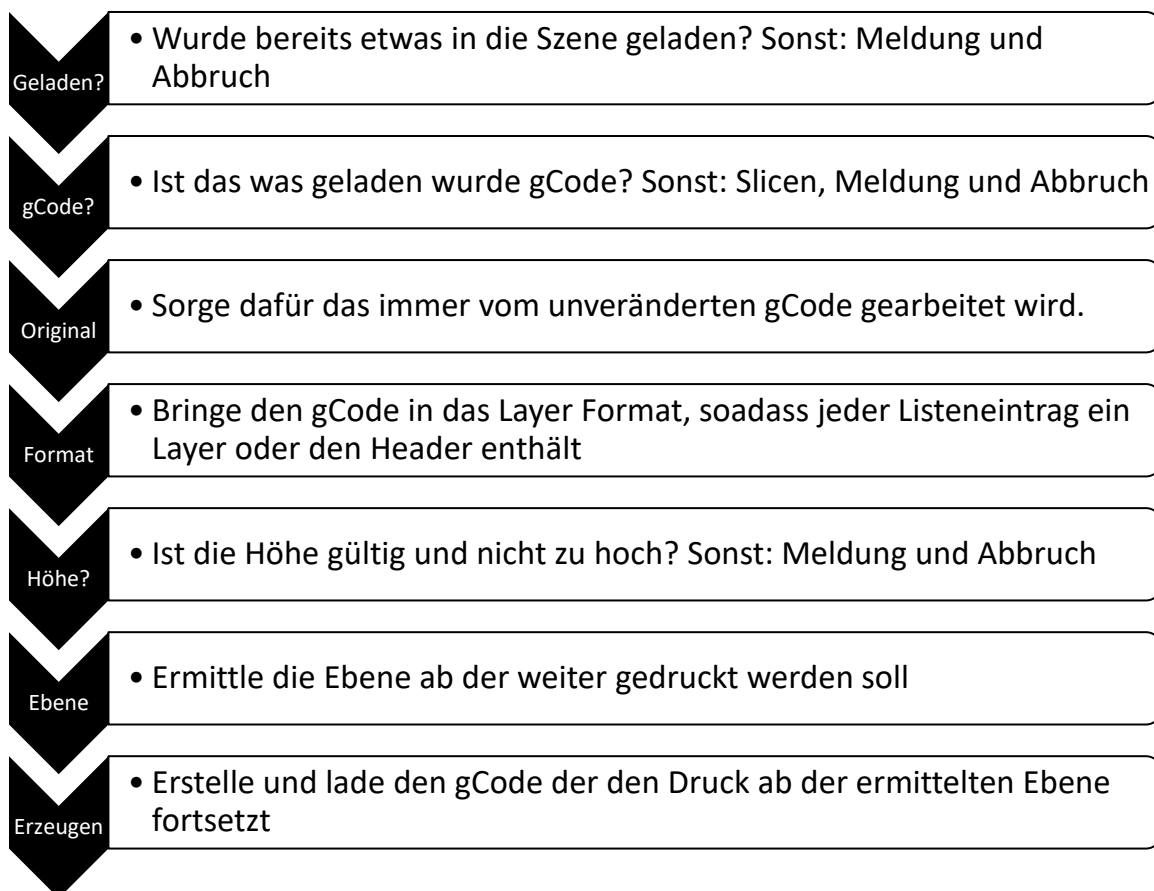 Geladen?
• Wurde bereits etwas in die Szene geladen? Sonst: Meldung und
Abbruch
gCode?
• Ist das was geladen wurde gCode? Sonst: Slicen, Meldung und Abbruch
Original
• Sorge dafür das immer vom unveränderten gCode gearbeitet wird.
Format
• Bringe den gCode in das Layer Format, soadass jeder Listeneintrag ein
Layer oder den Header enthält
Höhe?
• Ist die Höhe gültig und nicht zu hoch? Sonst: Meldung und Abbruch
Ebene
• Ermittle die Ebene ab der weiter gedruckt werden soll
Erzeugen
• Erstelle und lade den gCode der den Druck ab der ermittelten Ebene
fortsetzt